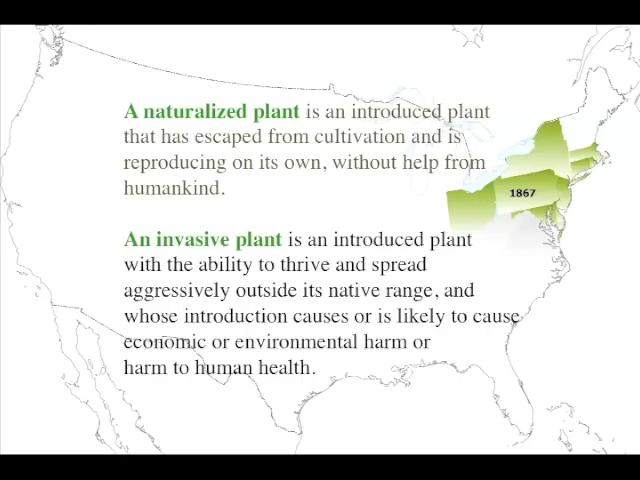 A naturalized plant is an introduced plant
that has escaped from cultivation and is
reproducing on its own, without help from
humankind.
1867
An invasive plant is an introduced plant
with the ability to thrive and spread
aggressively outside its native range, and
whose introduction causes or is likely to cause
economic or environmental harm or
harm to human health.